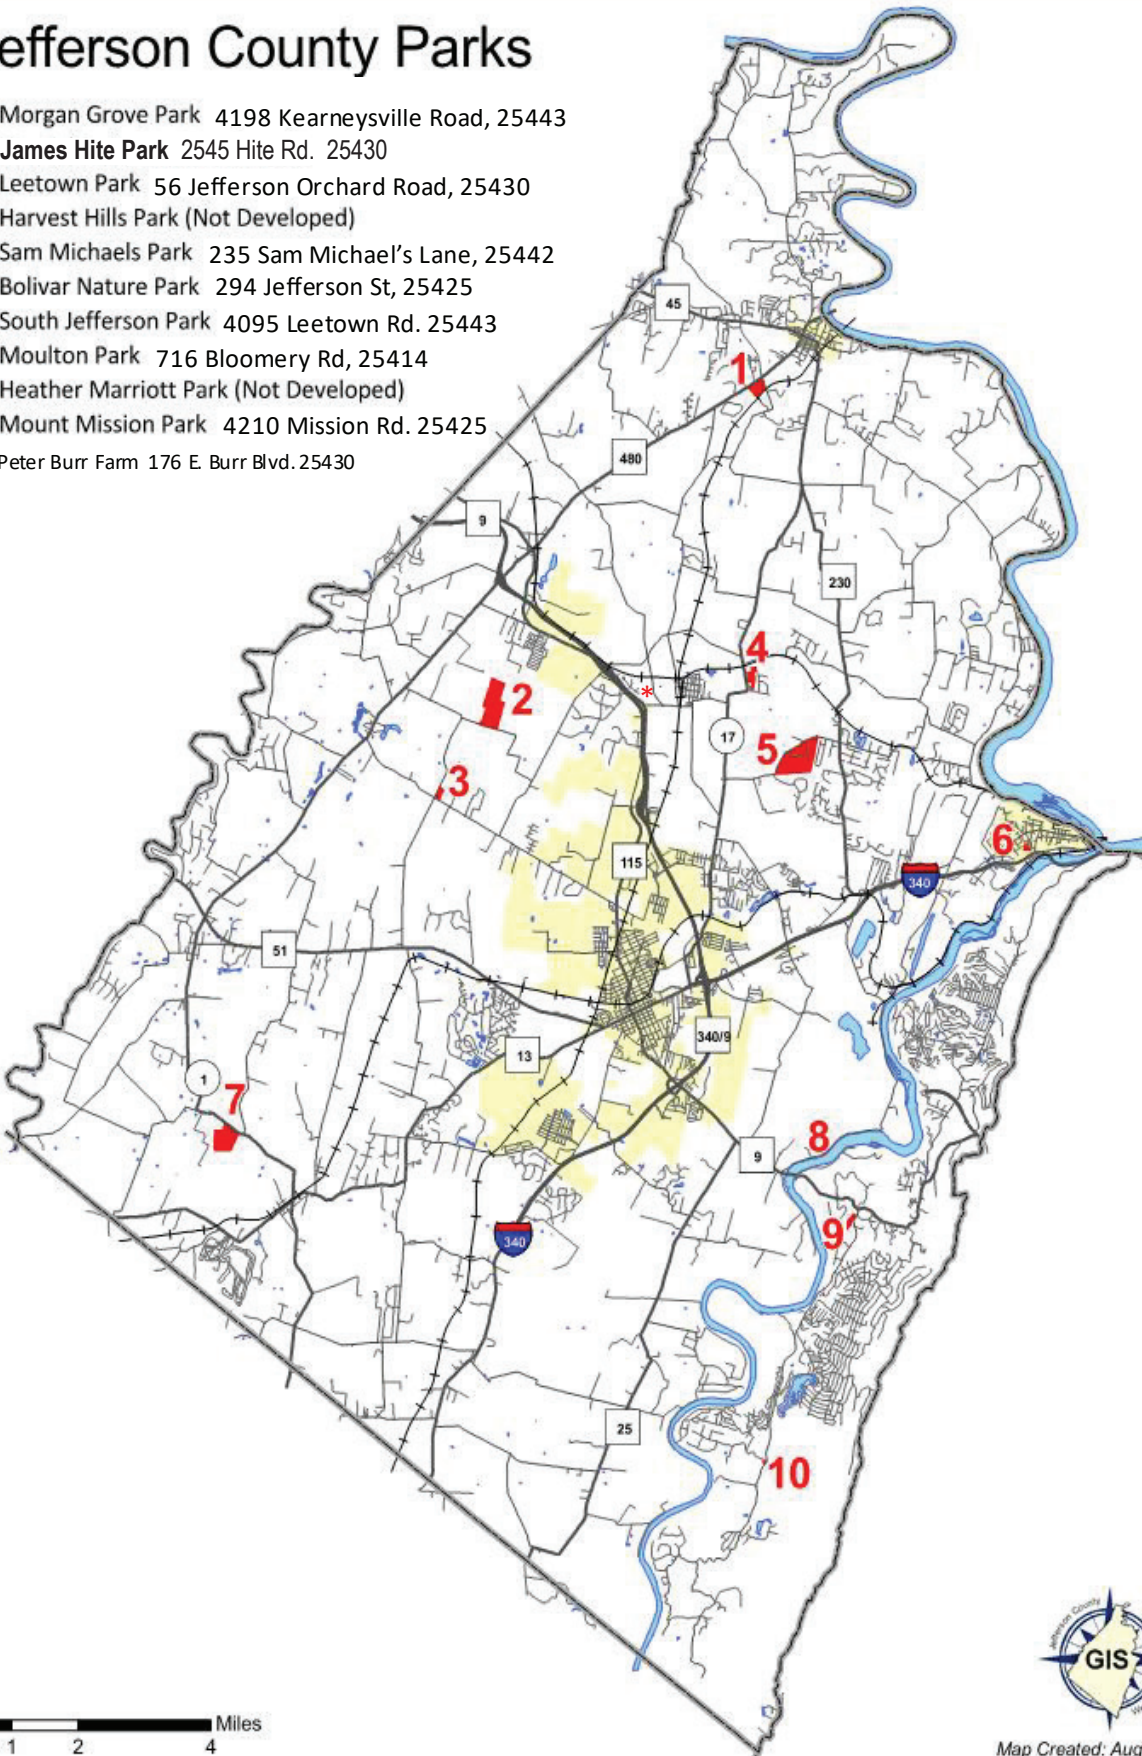 efferson County Parks
Morgan Grove Park 4198 Kearneysville Road, 25443
James Hite Park 2545 Hite Rd. 25430
Leetown Park 56 Jefferson Orchard Road, 25430
Harvest Hills Park (Not Developed)
Sam Michaels Park 235 Sam Michael’s Lane, 25442
Bolivar Nature Park 294 Jefferson St, 25425
South Jefferson Park 4095 Leetown Rd. 25443
Moulton Park 716 Bloomery Rd, 25414
Heather Marriott Park (Not Developed)
Mount Mission Park 4210 Mission Rd. 25425
Peter Burr Farm 176 E. Burr Blvd. 25430
45
1
480
9
230
4
2
*
17
5
3
6
115
340
51
340/9
13
1
7
8
9
9
340
25
10
Jefferson County
GIS
We
Miles
1 2 4
Map Created: Aug